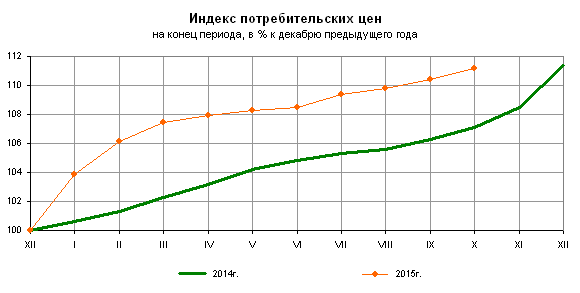 Индекс потребительских цен
на конец периода, в % к декабрю предыдущего года
112
110
108
106
104
102
100
XII I II III IV V VI VII VIII IX X XI XII
2014г. 2015г.